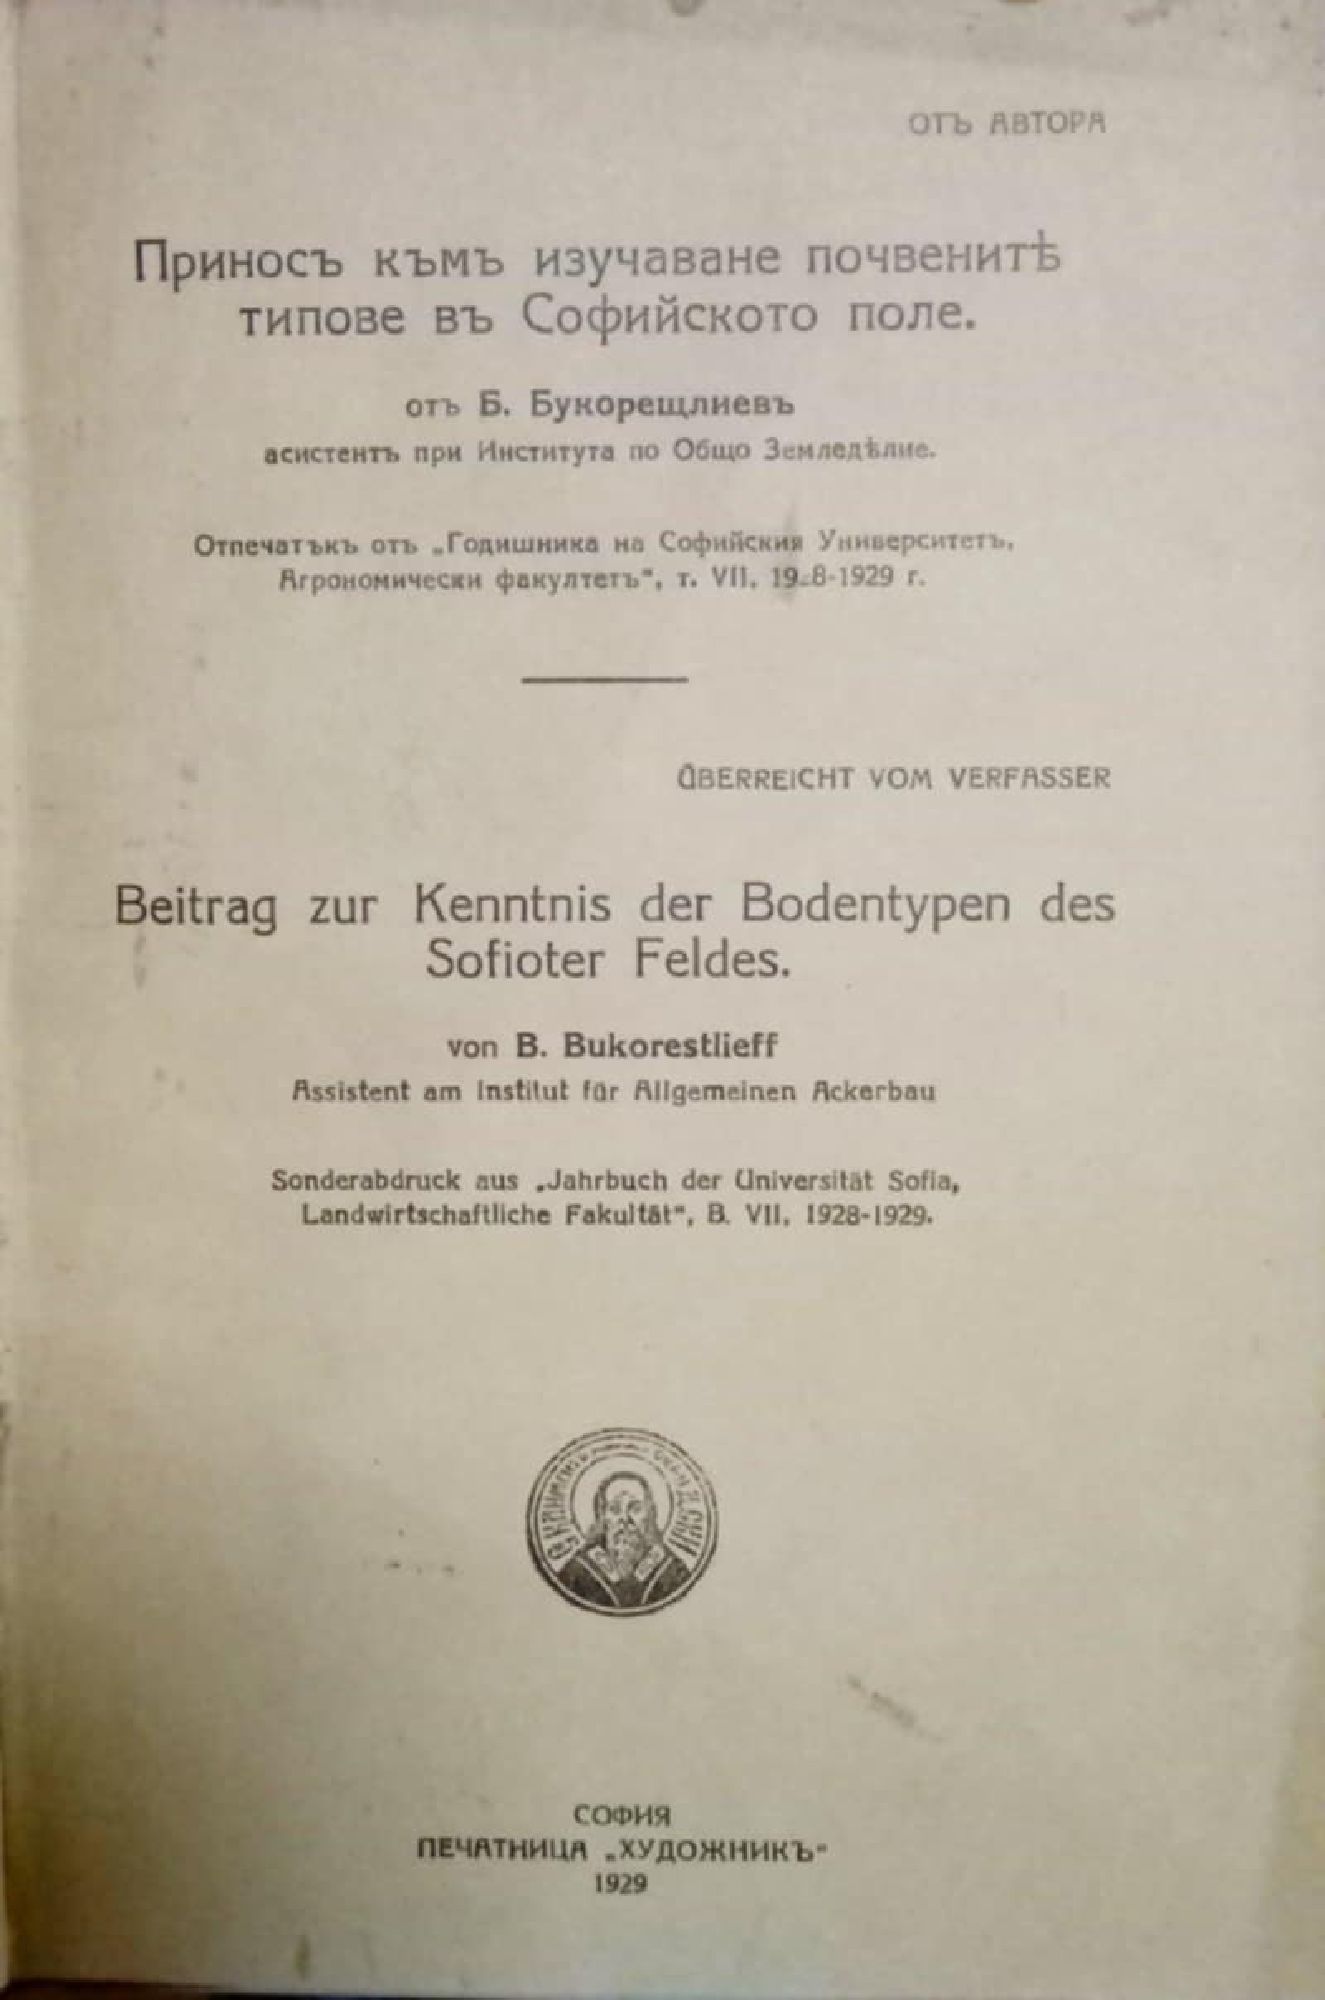 ОТЪ АВТОРА
Приносъ къмъ изучаване почвенитѣ
типове въ Софийското поле.
отъ Б. Букорещлиевъ
асистентъ при Института по Общо Земледѣлие.
Отпечатъкъ отъ „Годишника на Софийския Университетъ,
Агрономически факултетъ“, т. VII, 19 8-1929 г.
ÜBERREICHT VOM VERFASSER
Beitrag zur Kenntnis der Bodentypen des
Sofioter Feldes.
von B. Bukorestlieff
Assistent am Institut für Allgemeinen Ackerbau
Sonderabdruck aus „Jahrbuch der Universität Sofia,
Landwirtschaftliche Fakultät“, B. VII, 1928-1929.
СОФИЯ
ПЕЧАТНИЦА „ХУДОЖНИКЪ“
1929